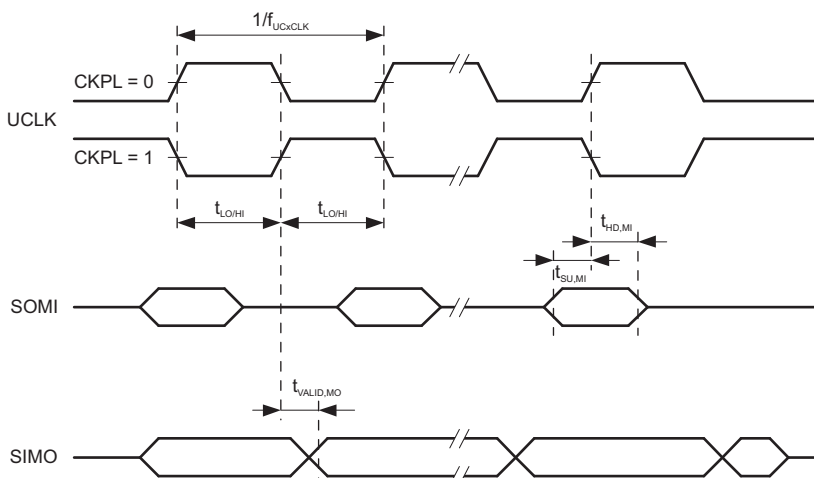 1/fUCxCLK
CKPL = 0
UCLK
CKPL = 1
tLO/HI tLO/HI
tHD,MI
tSU,MI
SOMI
tVALID,MO
SIMO